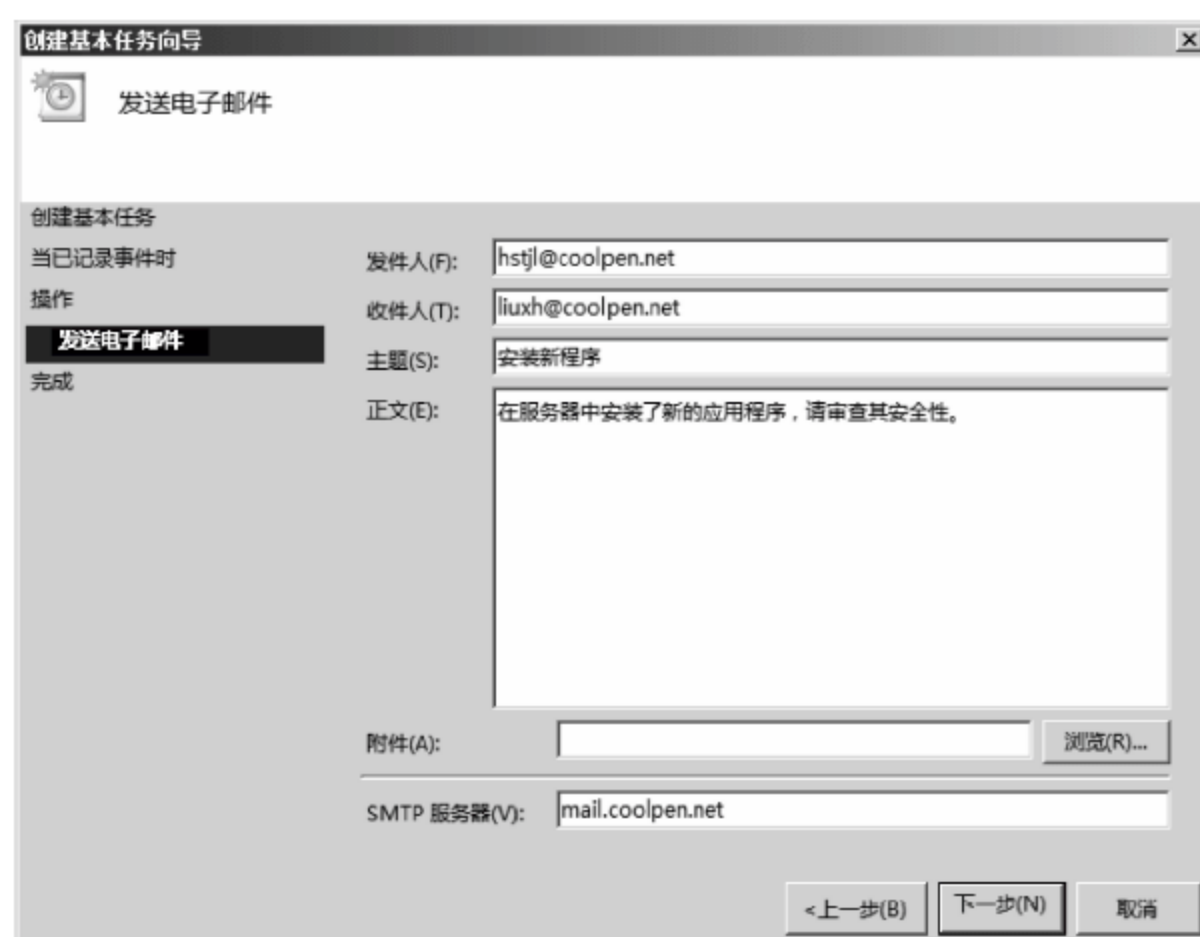 创建基本任务向导
发送电子邮件
创建基本任务
当已记录事件时
操作
发送电子邮件
完成
发件人(F): hstjl@coolpen.net
收件人(T): liuxh@coolpen.net
主题(S): 安装新程序
正文(E): 在服务器中安装了新的应用程序，请审查其安全性。
附件(A): 浏览(R)...
SMTP 服务器(V): mail.coolpen.net
<上一步(B) 下一步(N) 取消